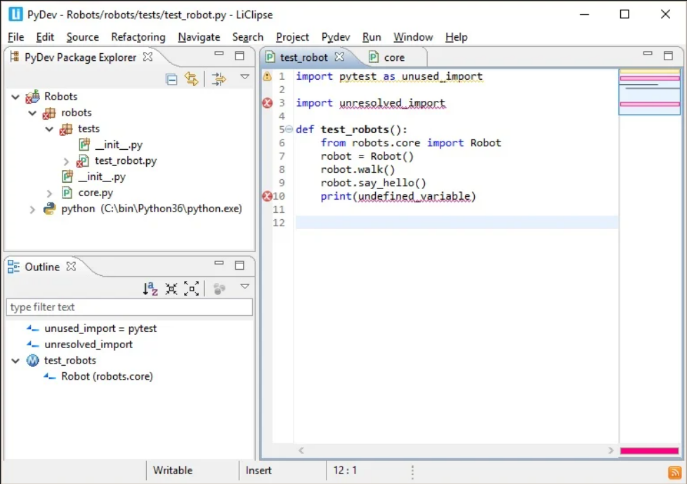 PyDev - Robots/robots/tests/test_robot.py - LiClipse
File Edit Source Refactoring Navigate Search Project Pydev Run Window Help
PyDev Package Explorer
Robots
robots
tests
__init__.py
test_robot.py
__init__.py
core.py
python (C:\bin\Python36\python.exe)
Outline
type filter text
unused_import = pytest
unresolved_import
test_robots
Robot (robots.core)
test_robot core
1 import pytest as unused_import
2
3 import unresolved_import
4
5 def test_robots():
6 from robots.core import Robot
7 robot = Robot()
8 robot.walk()
9 robot.say_hello()
10 print(undefined_variable)
11
12
Writable Insert 12 : 1